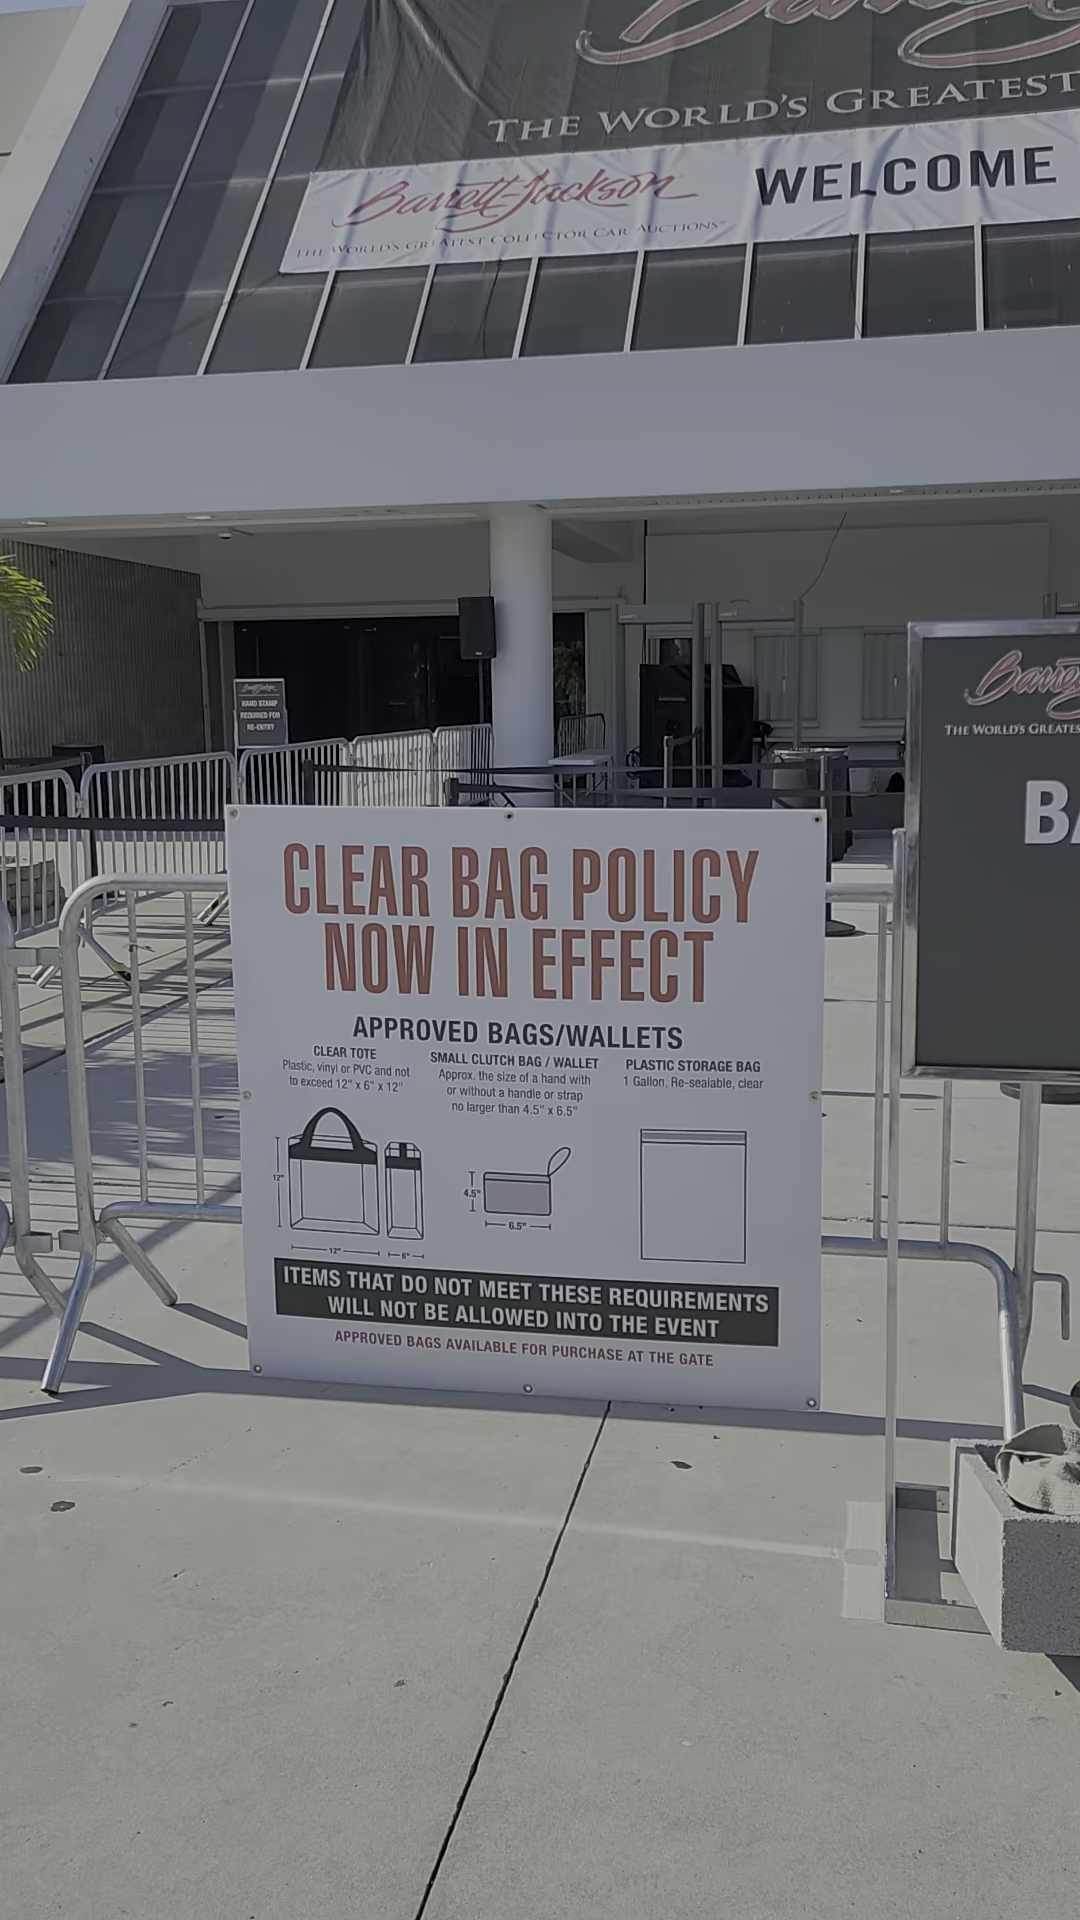 THE WORLD'S GREATEST
Barrett-Jackson
WELCOME
THE WORLD'S GREATEST COLLECTOR CAR AUCTIONS®
HAND STAMP
REQUIRED FOR
RE-ENTRY
THE WORLD'S GREATES
BA
CLEAR BAG POLICY
NOW IN EFFECT
APPROVED BAGS/WALLETS
CLEAR TOTE
Plastic, vinyl or PVC and not
to exceed 12" x 6" x 12"
SMALL CLUTCH BAG / WALLET
Approx. the size of a hand with
or without a handle or strap
no larger than 4.5" x 6.5"
PLASTIC STORAGE BAG
1 Gallon, Re-sealable, clear
12"
12"
6"
4.5"
6.5"
ITEMS THAT DO NOT MEET THESE REQUIREMENTS
WILL NOT BE ALLOWED INTO THE EVENT
APPROVED BAGS AVAILABLE FOR PURCHASE AT THE GATE